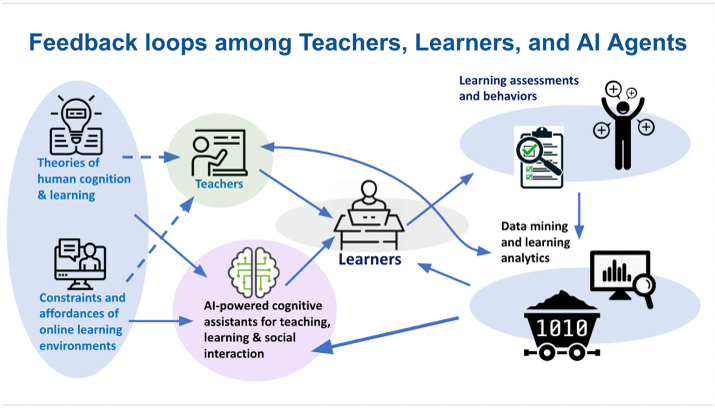 Feedback loops among Teachers, Learners, and AI Agents
Learning assessments
and behaviors
Theories of
human cognition
& learning
Teachers
Learners
Data mining
and learning
analytics
Constraints and
affordances of
online learning
environments
AI-powered cognitive
assistants for teaching,
learning & social
interaction
1010